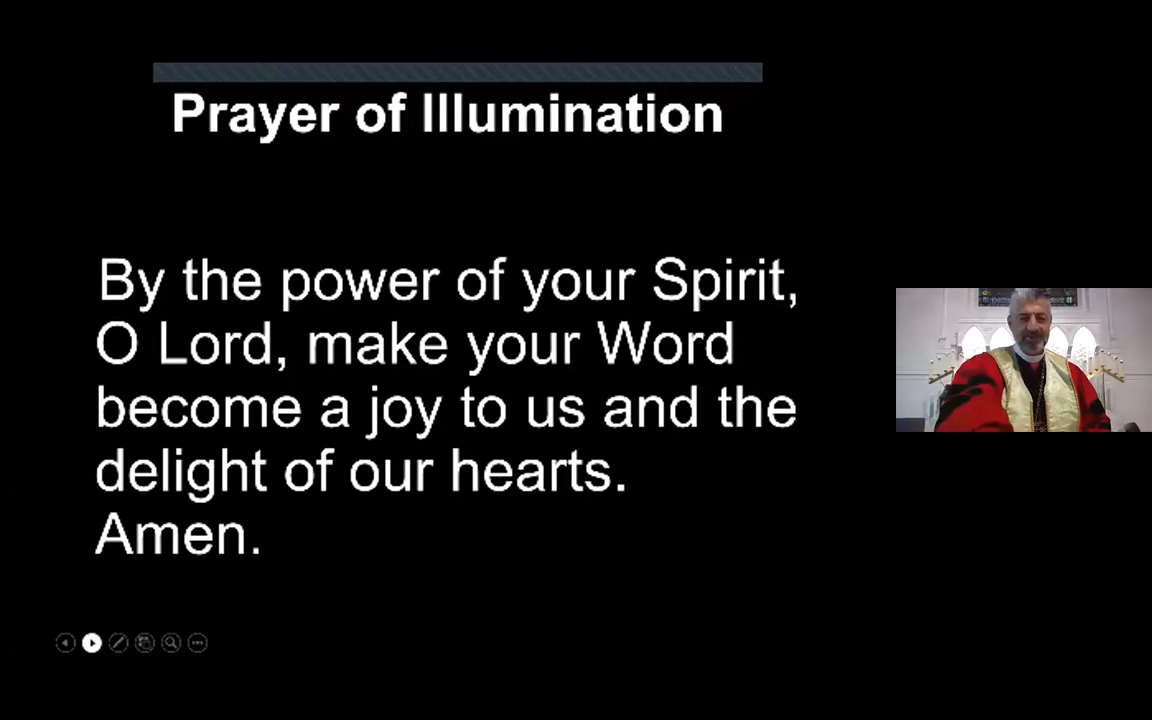 Prayer of Illumination
By the power of your Spirit,
O Lord, make your Word
become a joy to us and the
delight of our hearts.
Amen.